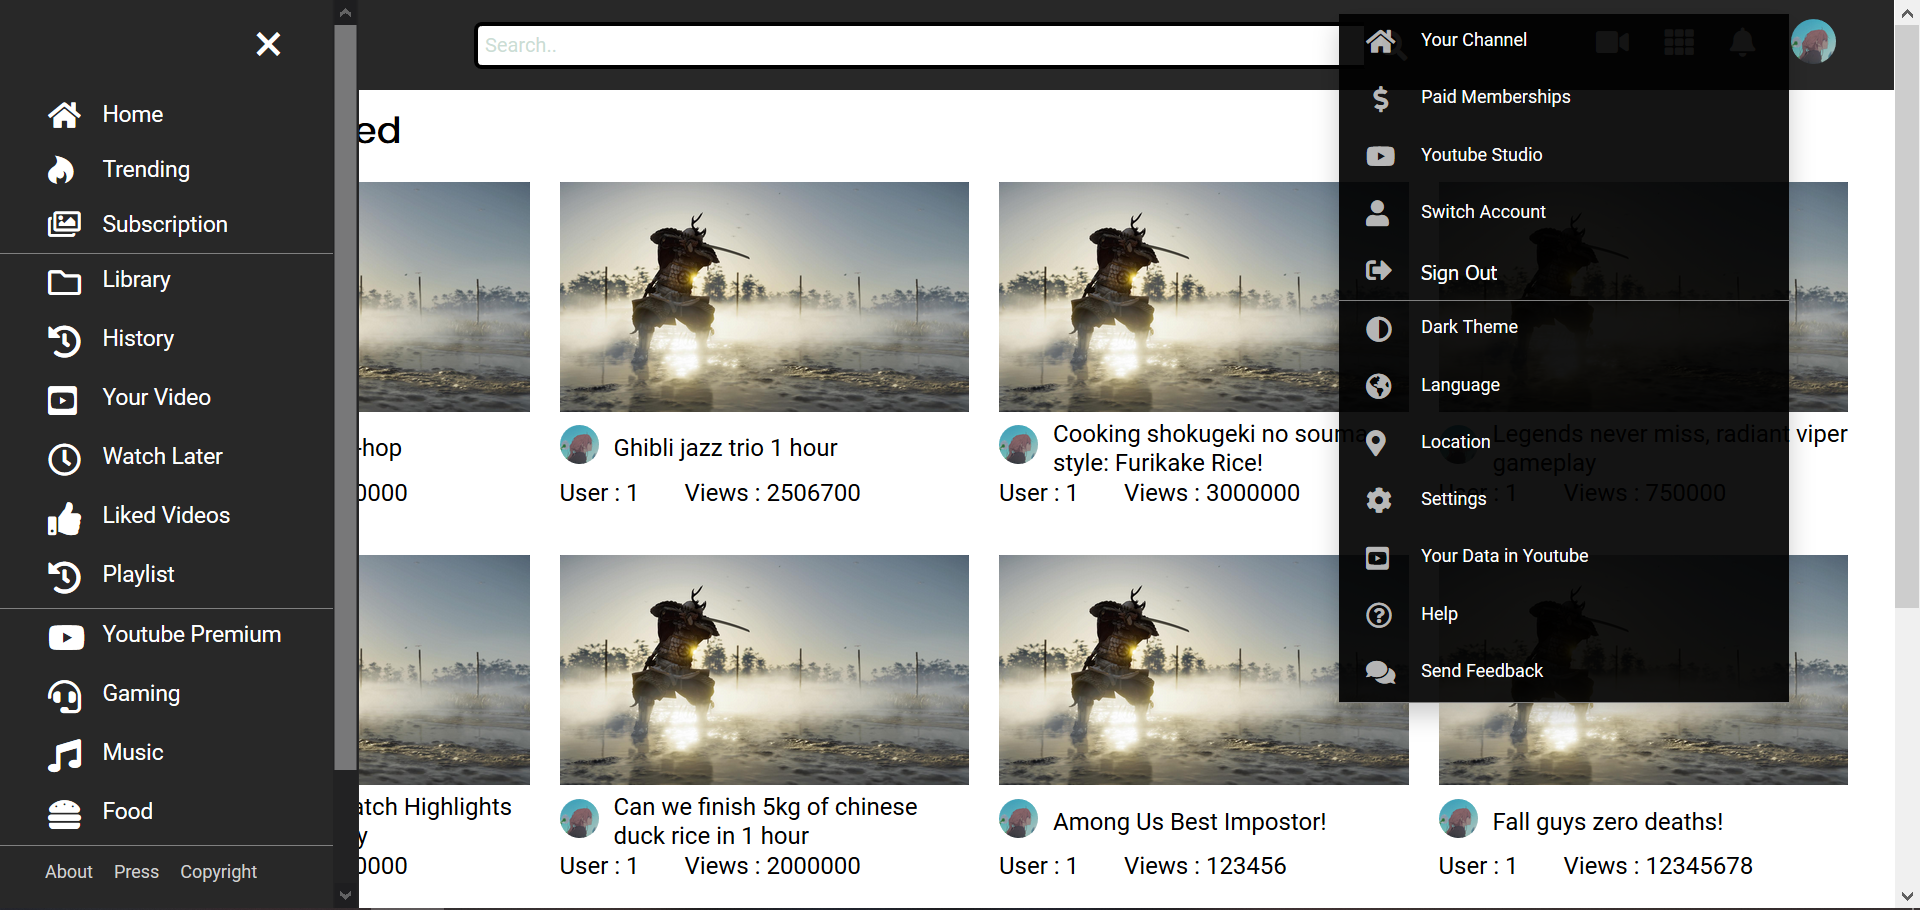 Home
Trending
Subscription
Library
History
Your Video
Watch Later
Liked Videos
Playlist
Youtube Premium
Gaming
Music
Food
About Press Copyright
Search..
ed
-hop
0000
Ghibli jazz trio 1 hour
User : 1 Views : 2506700
Cooking shokugeki no souma
style: Furikake Rice!
User : 1 Views : 3000000
Legends never miss, radiant viper
gameplay
User : 1 Views : 750000
atch Highlights
y
0000
Can we finish 5kg of chinese
duck rice in 1 hour
User : 1 Views : 2000000
Among Us Best Impostor!
User : 1 Views : 123456
Fall guys zero deaths!
User : 1 Views : 12345678
Your Channel
Paid Memberships
Youtube Studio
Switch Account
Sign Out
Dark Theme
Language
Location
Settings
Your Data in Youtube
Help
Send Feedback